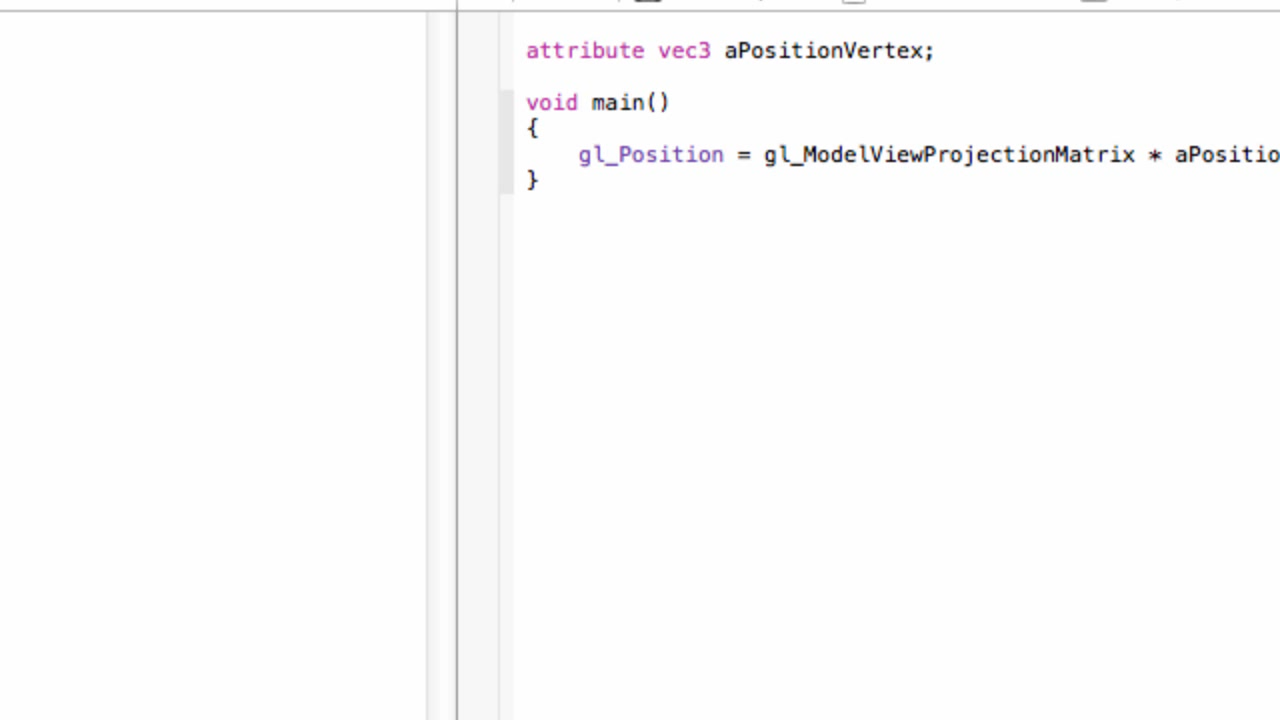 attribute vec3 aPositionVertex;
void main()
{
gl_Position = gl_ModelViewProjectionMatrix * aPositio
}